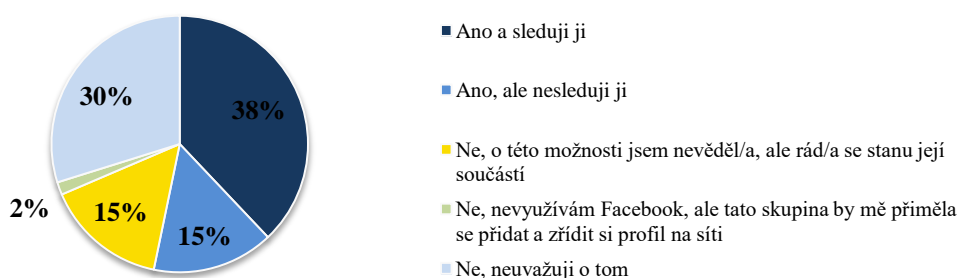 30%
38%
2%
15%
15%
Ano a sleduji ji
Ano, ale nesleduji ji
Ne, o této možnosti jsem nevěděl/a, ale rád/a se stanu její
součástí
Ne, nevyužívám Facebook, ale tato skupina by mě přiměla
se přidat a zřídit si profil na síti
Ne, neuvažuji o tom